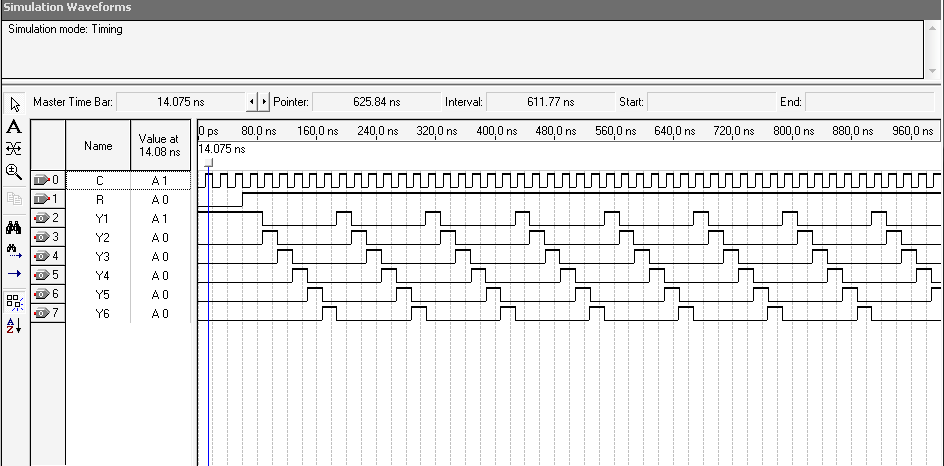 Simulation Waveforms
Simulation mode: Timing
Master Time Bar: 14.075 ns Pointer: 625.84 ns Interval: 611.77 ns Start: End:
Name Value at 14.08 ns
0 ps 80.0 ns 160.0 ns 240.0 ns 320.0 ns 400.0 ns 480.0 ns 560.0 ns 640.0 ns 720.0 ns 800.0 ns 880.0 ns 960.0 ns
14.075 ns
0 C A 1
1 R A 0
2 Y1 A 1
3 Y2 A 0
4 Y3 A 0
5 Y4 A 0
6 Y5 A 0
7 Y6 A 0